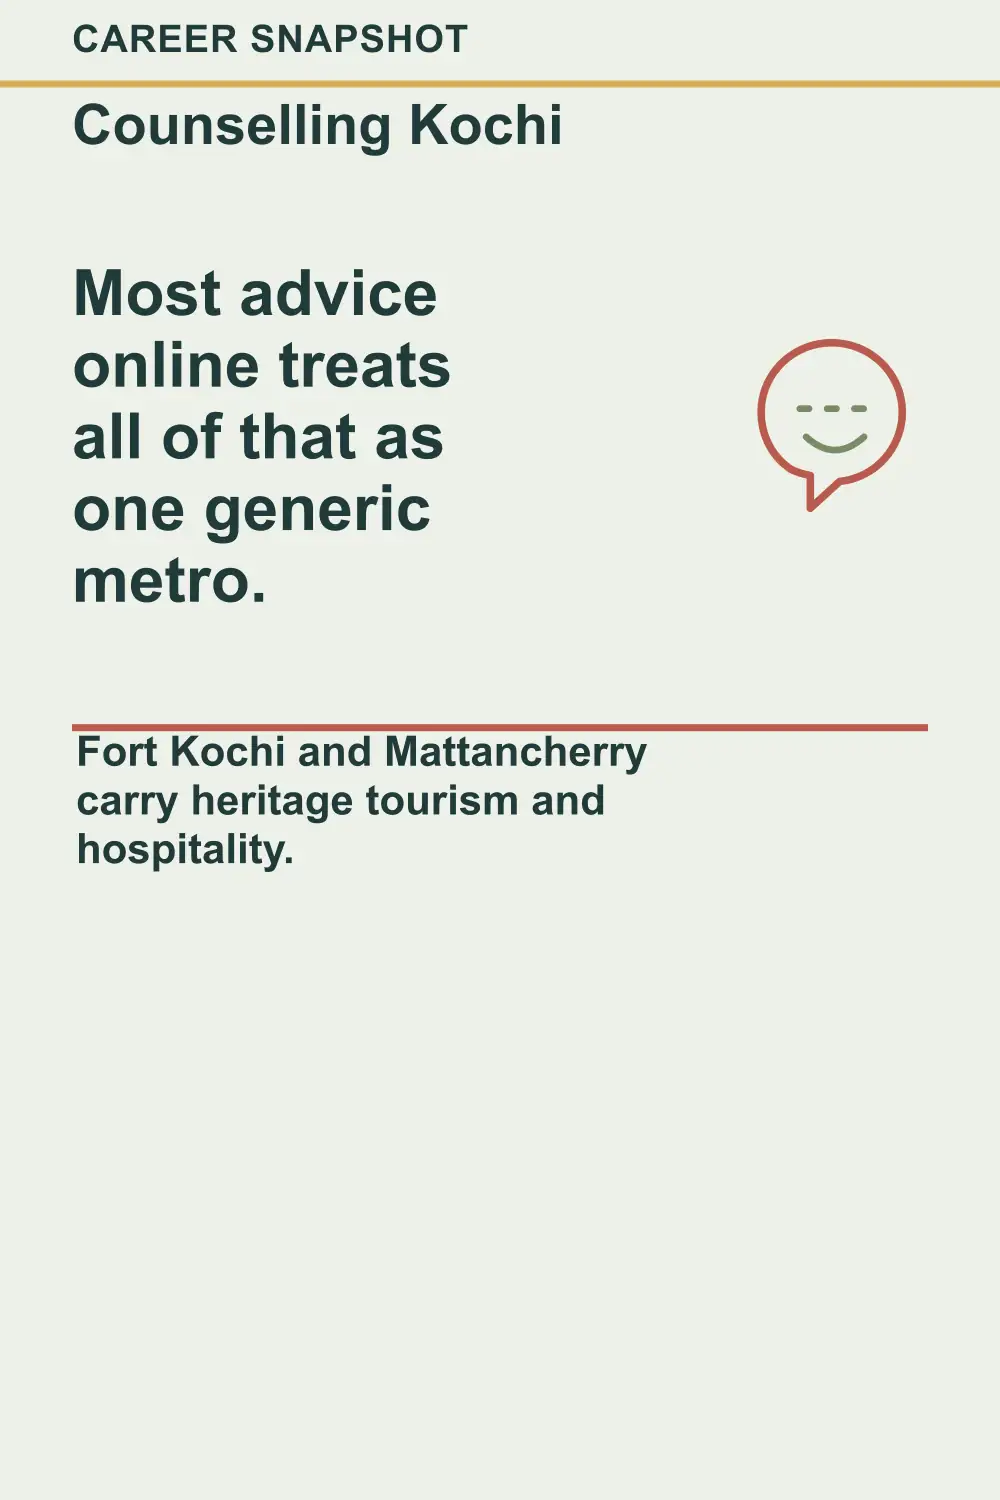 CAREER SNAPSHOT
Counselling Kochi
Most advice
online treats
all of that as
one generic
metro.
Fort Kochi and Mattancherry
carry heritage tourism and
hospitality.